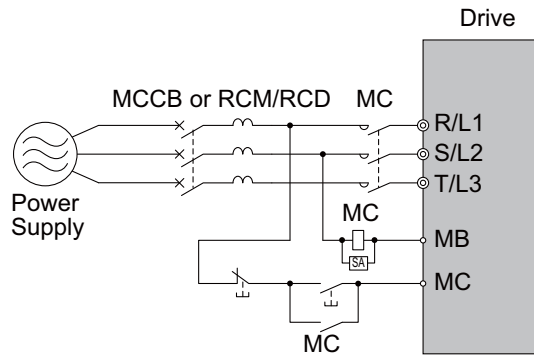 Drive
MCCB or RCM/RCD MC
R/L1
S/L2
T/L3
Power
Supply
MC
MB
SA
MC
MC